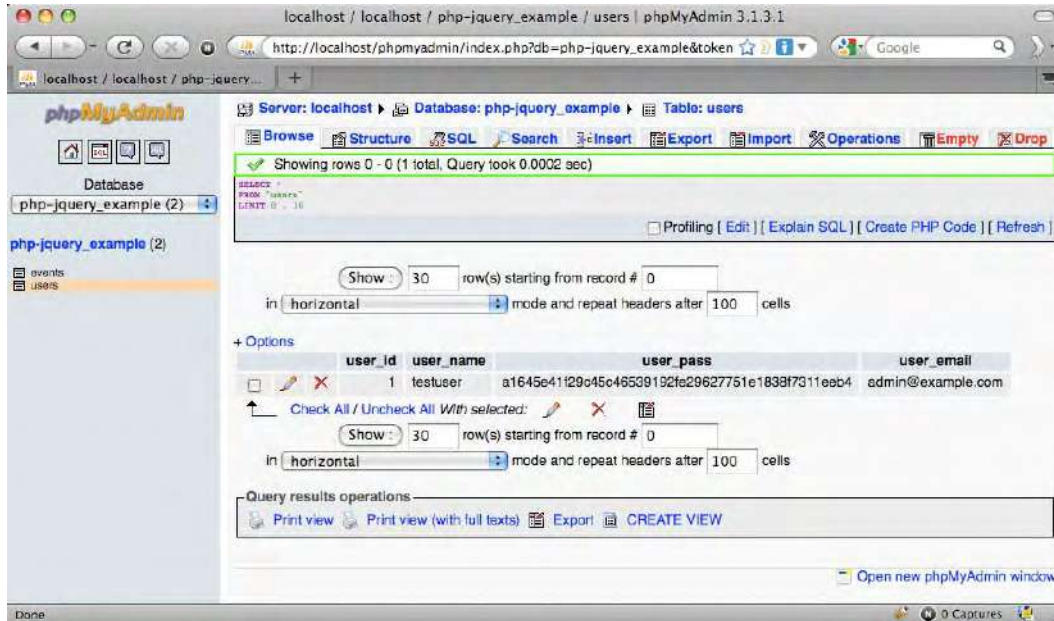 localhost / localhost / php-jquery_example / users | phpMyAdmin 3.1.3.1
http://localhost/phpmyadmin/index.php?db=php-jquery_example&token
Google
localhost / localhost / php-jquery... +
phpMyAdmin
Server: localhost Database: php-jquery_example Table: users
Browse Structure SQL Search Insert Export Import Operations Empty Drop
Showing rows 0 - 0 (1 total, Query took 0.0002 sec)
SELECT *
FROM `users`
LIMIT 0 , 30
Profiling [ Edit ] [ Explain SQL ] [ Create PHP Code ] [ Refresh ]
Database
php-jquery_example (2)
php-jquery_example (2)
events
users
Show : 30 row(s) starting from record # 0
in horizontal mode and repeat headers after 100 cells
+ Options
user_id user_name user_pass user_email
1 testuser admin@example.com
Check All / Uncheck All With selected:
Show : 30 row(s) starting from record # 0
in horizontal mode and repeat headers after 100 cells
Query results operations
Print view Print view (with full texts) Export CREATE VIEW
Open new phpMyAdmin window
Done 0 Captures